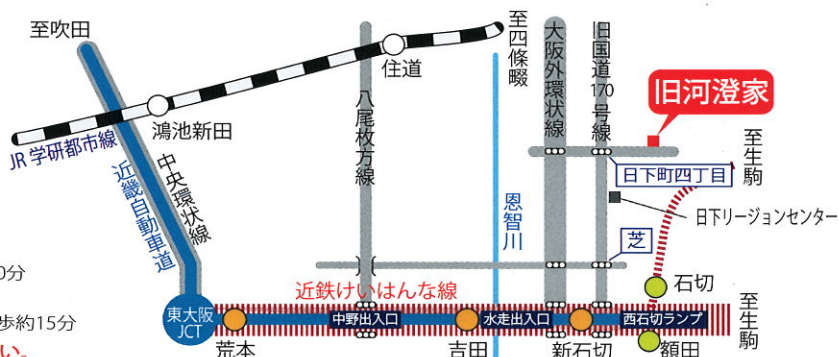 至吹田
至四條畷
大阪外環状線
旧国道170号線
住道
旧河澄家
鴻池新田
八尾枚方線
JR学研都市線
近畿自動車道
中央環状線
至生駒
日下町四丁目
恩智川
日下リージョンセンター
芝
0分
石切
近鉄けいはんな線
歩約15分
東大阪
JCT
中野出入口
水走出入口
西石切ランプ
至生駒
い。
荒本
吉田
新石切
額田